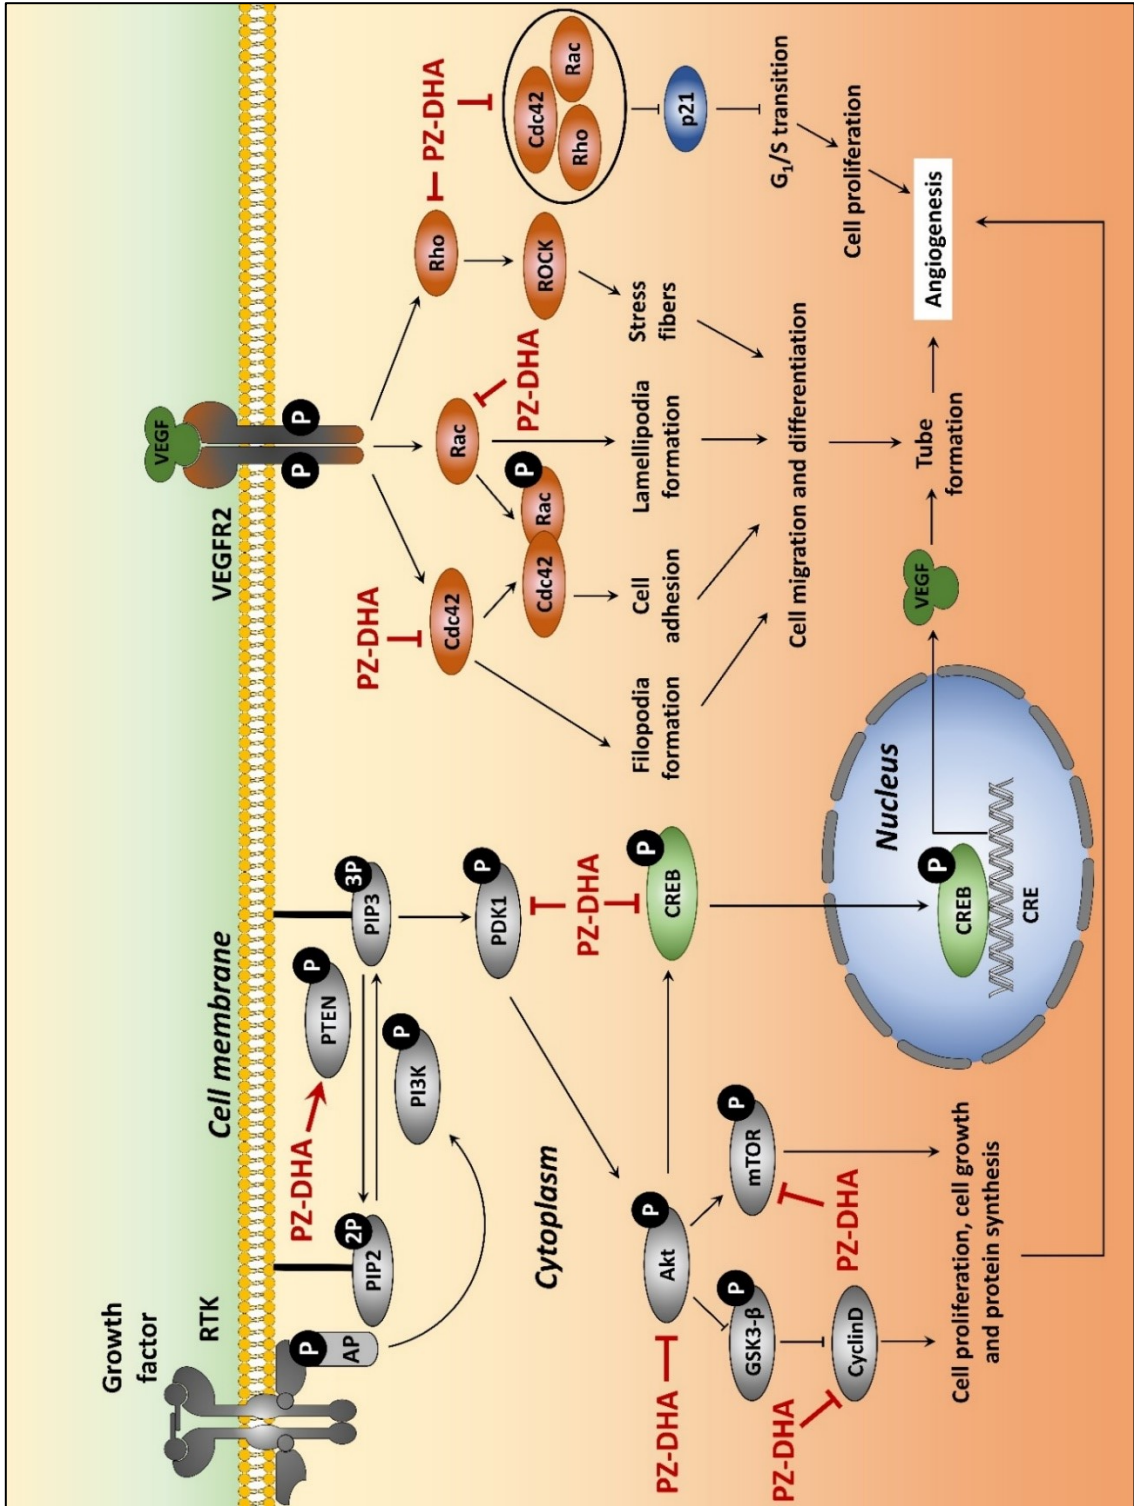 Growth
factor
RTK
Cell membrane
VEGFR2
VEGF
P
AP
2P
PIP2
PZ-DHA
P
PTEN
3P
PIP3
P
PI3K
P
PDK1
PZ-DHA
P
CREB
Cytoplasm
P
Akt
PZ-DHA
P
GSK3-β
PZ-DHA
CyclinD
P
mTOR
PZ-DHA
Cell proliferation, cell growth
and protein synthesis
Nucleus
P
CREB
CRE
VEGF
P
P
PZ-DHA
Cdc42
Rac
PZ-DHA
Rho
PZ-DHA
Cdc42
Rac
P
ROCK
Cdc42
Rac
Rho
p21
Filopodia
formation
Cell
adhesion
Lamellipodia
formation
Stress
fibers
G1/S transition
Cell proliferation
Cell migration and differentiation
Tube
formation
Angiogenesis